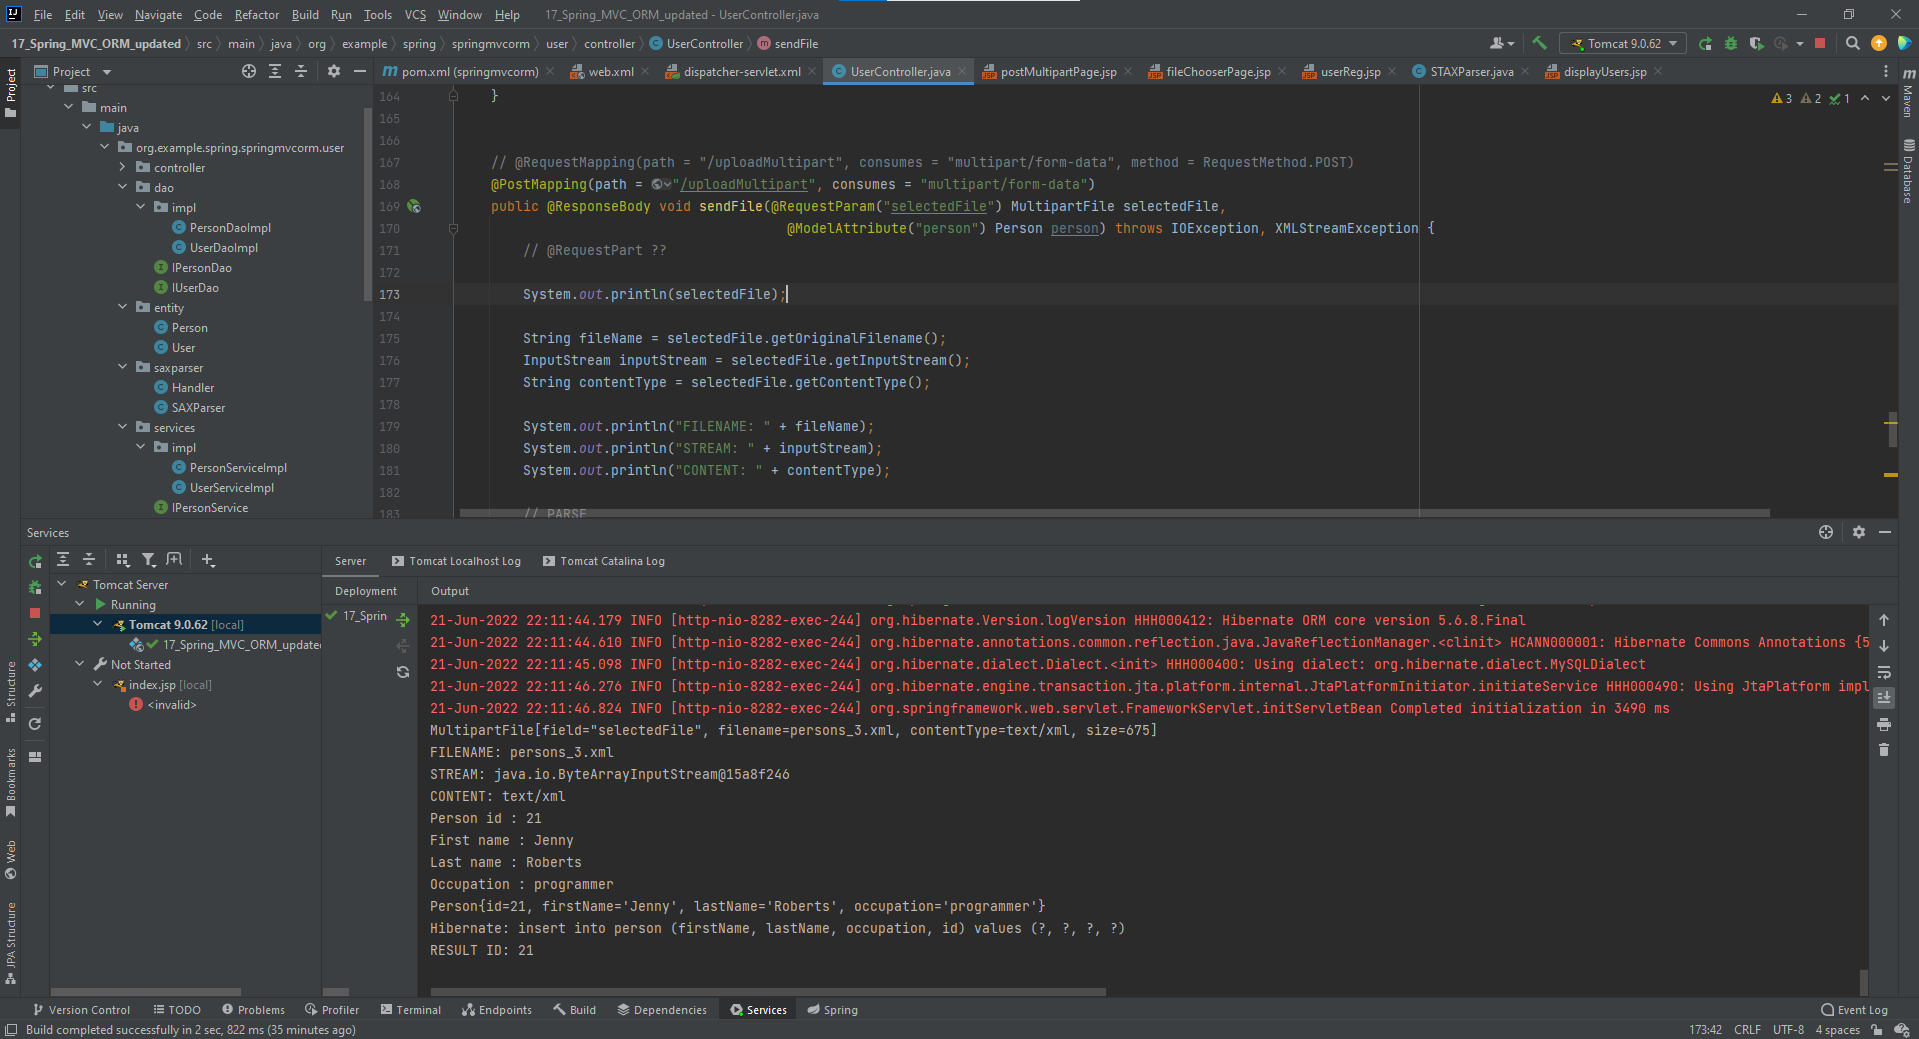 File Edit View Navigate Code Refactor Build Run Tools VCS Window Help 17_Spring_MVC_ORM_updated - UserController.java
17_Spring_MVC_ORM_updated src main java org example spring springmvcorm user controller UserController sendFile
Tomcat 9.0.62
Project
pom.xml (springmvcorm) web.xml dispatcher-servlet.xml UserController.java postMultipartPage.jsp fileChooserPage.jsp userReg.jsp STAXParser.java displayUsers.jsp
Project
Maven
Database
src
main
java
org.example.spring.springmvcorm.user
controller
dao
impl
PersonDaoImpl
UserDaoImpl
IPersonDao
IUserDao
entity
Person
User
saxparser
Handler
SAXParser
services
impl
PersonServiceImpl
UserServiceImpl
IPersonService
3 2 1
164 }
165
166
167 // @RequestMapping(path = "/uploadMultipart", consumes = "multipart/form-data", method = RequestMethod.POST)
168 @PostMapping(path = "/uploadMultipart", consumes = "multipart/form-data")
169 public @ResponseBody void sendFile(@RequestParam("selectedFile") MultipartFile selectedFile,
170 @ModelAttribute("person") Person person) throws IOException, XMLStreamException {
171 // @RequestPart ??
172
173 System.out.println(selectedFile);
174
175 String fileName = selectedFile.getOriginalFilename();
176 InputStream inputStream = selectedFile.getInputStream();
177 String contentType = selectedFile.getContentType();
178
179 System.out.println("FILENAME: " + fileName);
180 System.out.println("STREAM: " + inputStream);
181 System.out.println("CONTENT: " + contentType);
182
183 // PARSE
Services
Server Tomcat Localhost Log Tomcat Catalina Log
Tomcat Server
Running
Tomcat 9.0.62 [local]
17_Spring_MVC_ORM_update
Not Started
index.jsp [local]
<invalid>
Deployment
17_Sprin
Output
21-Jun-2022 22:11:44.179 INFO [http-nio-8282-exec-244] org.hibernate.Version.logVersion HHH000412: Hibernate ORM core version 5.6.8.Final
21-Jun-2022 22:11:44.610 INFO [http-nio-8282-exec-244] org.hibernate.annotations.common.reflection.java.JavaReflectionManager.<clinit> HCANN000001: Hibernate Commons Annotations {5
21-Jun-2022 22:11:45.098 INFO [http-nio-8282-exec-244] org.hibernate.dialect.Dialect.<init> HHH000400: Using dialect: org.hibernate.dialect.MySQLDialect
21-Jun-2022 22:11:46.276 INFO [http-nio-8282-exec-244] org.hibernate.engine.transaction.jta.platform.internal.JtaPlatformInitiator.initiateService HHH000490: Using JtaPlatform impl
21-Jun-2022 22:11:46.824 INFO [http-nio-8282-exec-244] org.springframework.web.servlet.FrameworkServlet.initServletBean Completed initialization in 3490 ms
MultipartFile[field="selectedFile", filename=persons_3.xml, contentType=text/xml, size=675]
FILENAME: persons_3.xml
STREAM: java.io.ByteArrayInputStream@15a8f246
CONTENT: text/xml
Person id : 21
First name : Jenny
Last name : Roberts
Occupation : programmer
Person{id=21, firstName='Jenny', lastName='Roberts', occupation='programmer'}
Hibernate: insert into person (firstName, lastName, occupation, id) values (?, ?, ?, ?)
RESULT ID: 21
Structure
Bookmarks
Web
JPA Structure
Version Control TODO Problems Profiler Terminal Endpoints Build Dependencies Services Spring Event Log
Build completed successfully in 2 sec, 822 ms (35 minutes ago) 173:42 CRLF UTF-8 4 spaces